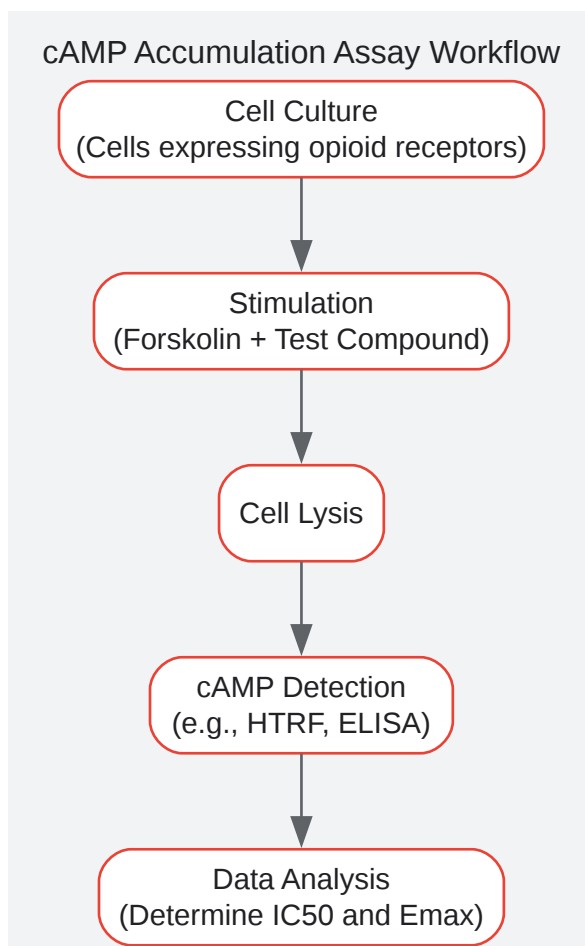 cAMP Accumulation Assay Workflow
Cell Culture
(Cells expressing opioid receptors)
Stimulation
(Forskolin + Test Compound)
Cell Lysis
cAMP Detection
(e.g., HTRF, ELISA)
Data Analysis
(Determine IC50 and Emax)